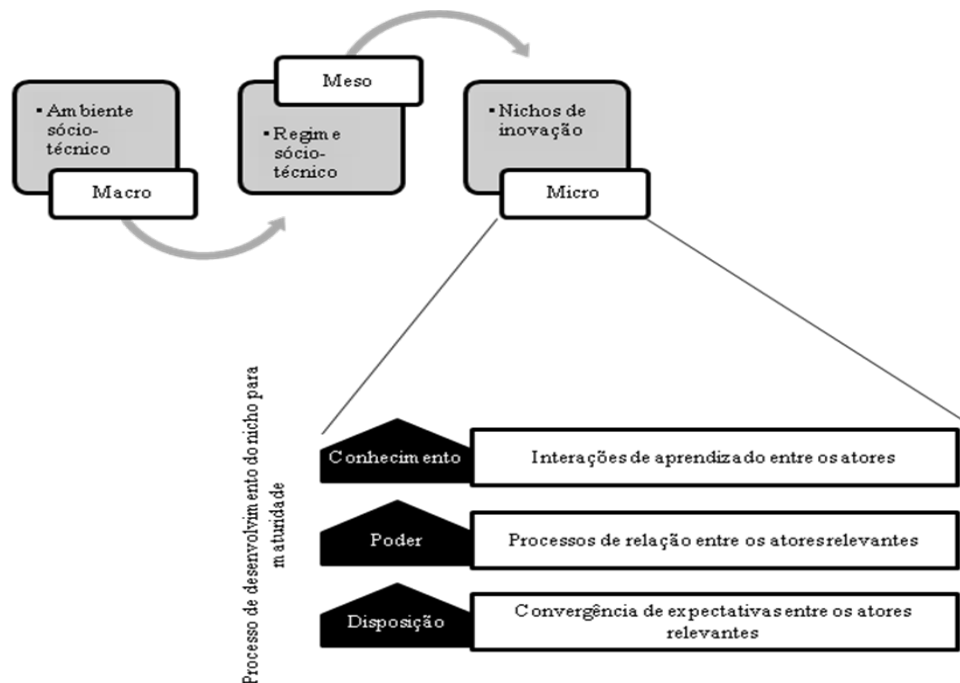 ▪ Ambiente
sócio-
técnico
Macro
Meso
▪ Regime
sócio-
técnico
▪ Nichos de
inovação
Micro
Processo de desenvolvimento do nicho para
maturidade
Conhecimento
Interações de aprendizado entre os atores
Poder
Processos de relação entre os atores relevantes
Disposição
Convergência de expectativas entre os atores
relevantes